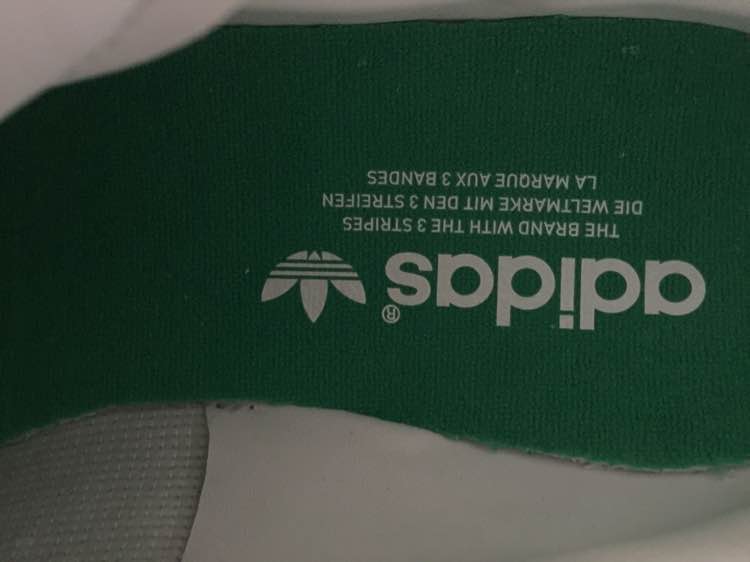 adidas®
THE BRAND WITH THE 3 STRIPES
DIE WELTMARKE MIT DEN 3 STREIFEN
LA MARQUE AUX 3 BANDES